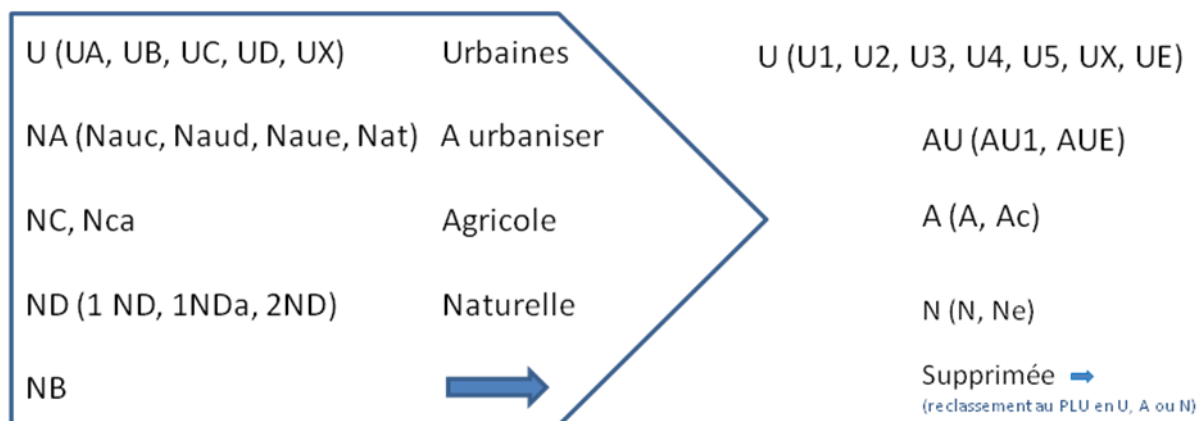 U (UA, UB, UC, UD, UX) Urbaines U (U1, U2, U3, U4, U5, UX, UE)
NA (Nauc, Naud, Naue, Nat) A urbaniser AU (AU1, AUE)
NC, Nca Agricole A (A, Ac)
ND (1 ND, 1NDa, 2ND) Naturelle N (N, Ne)
NB Supprimée
(reclassement au PLU en U, A ou N)